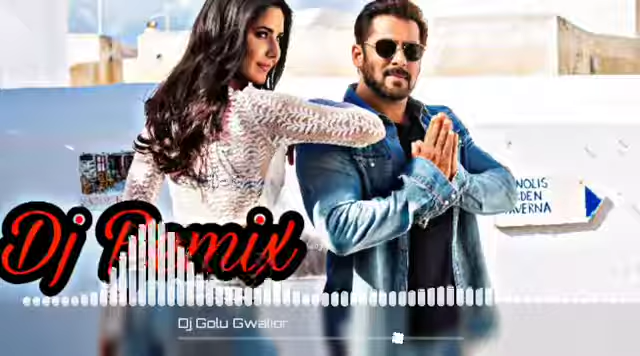 NOLIS
DEN
VERNA
Dj Remix
Dj Golu Gwalior